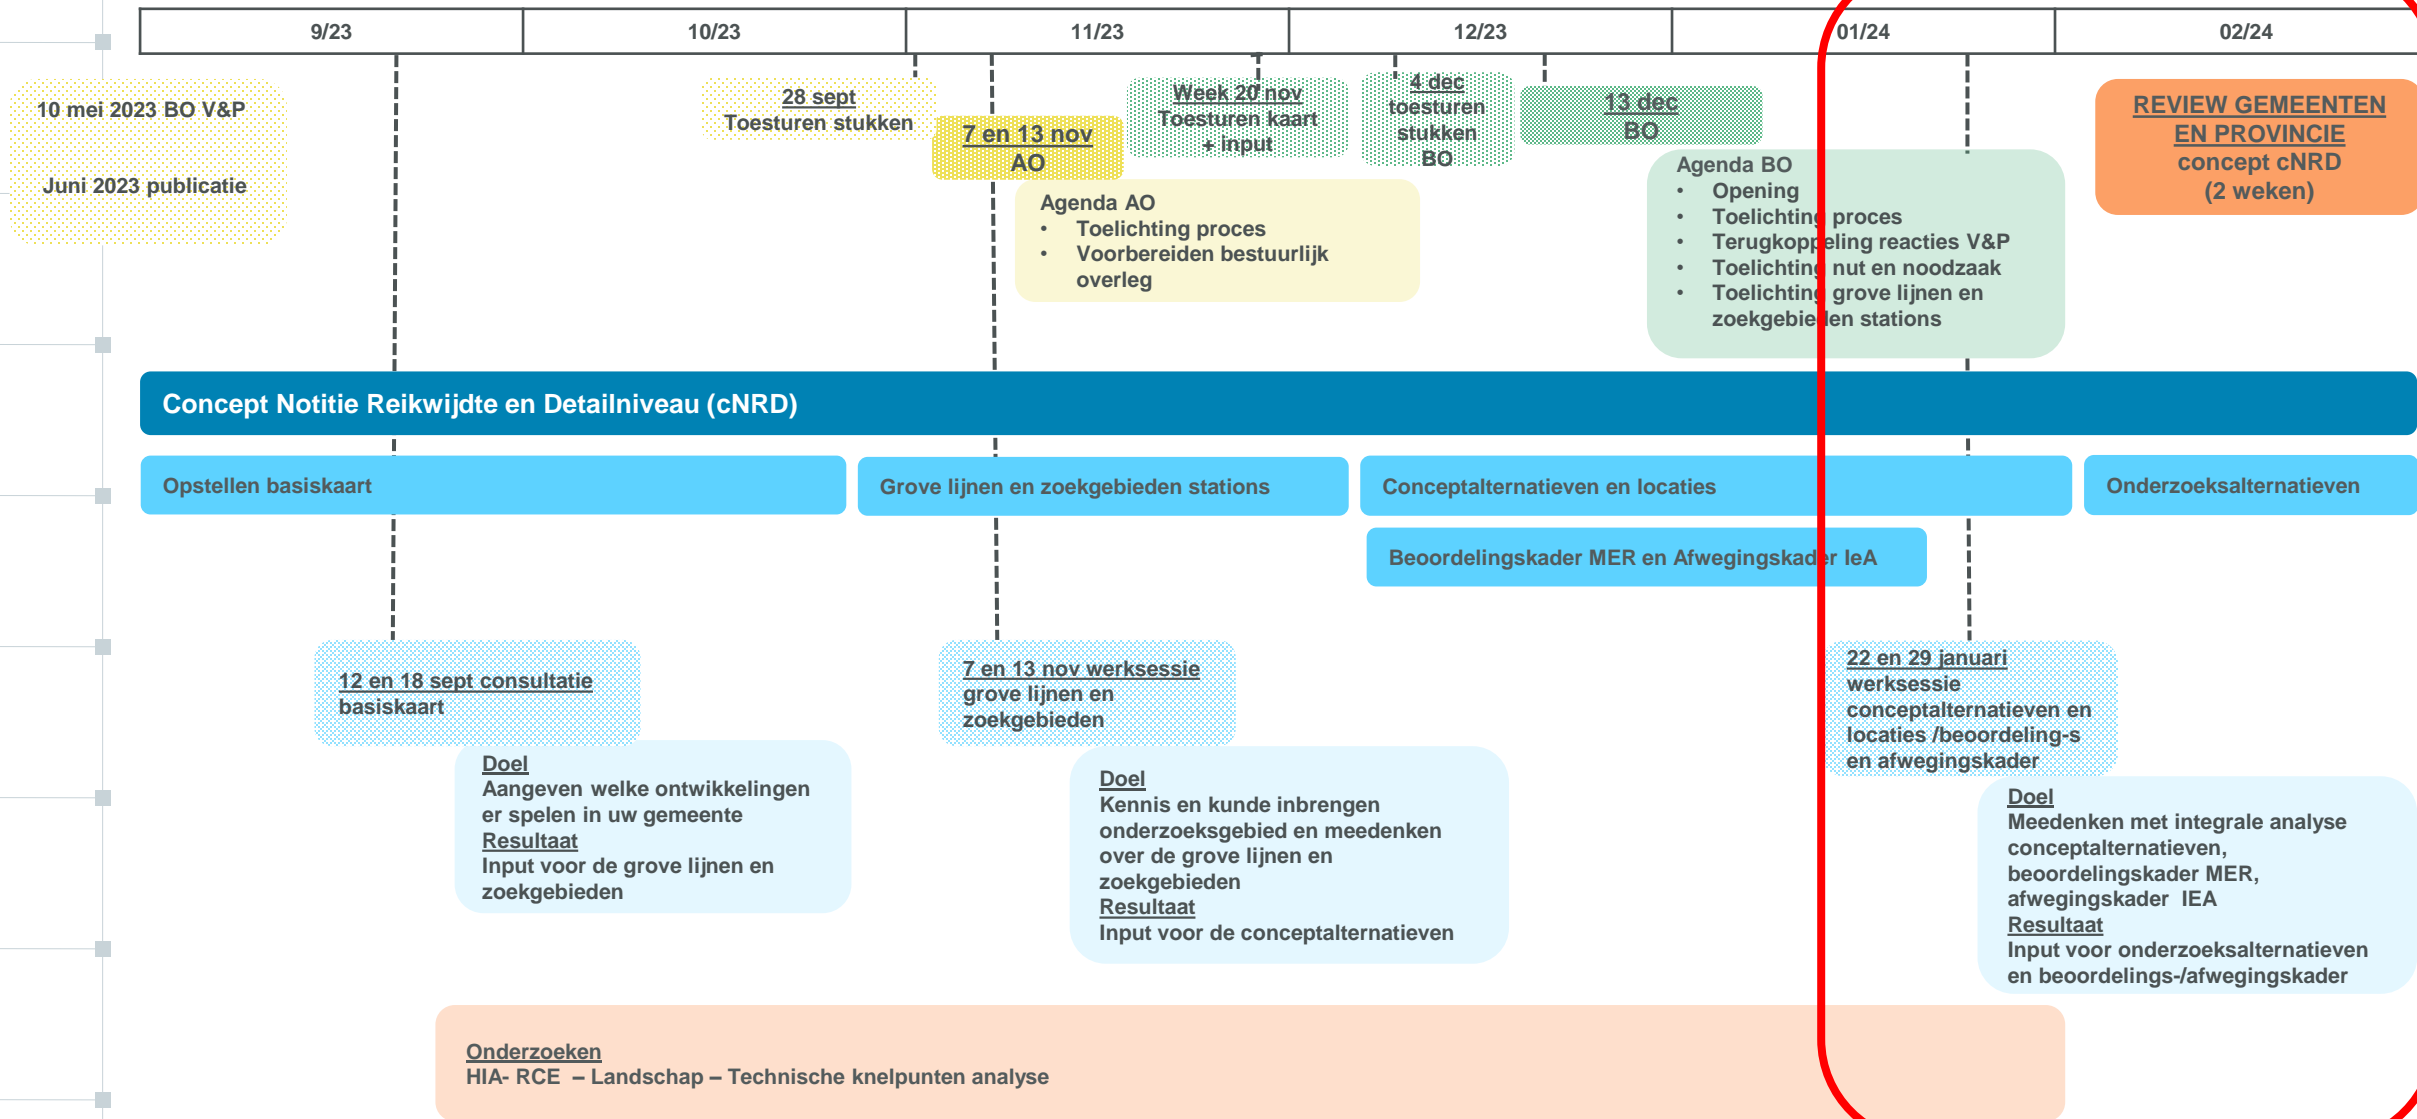 9/23
10/23
11/23
12/23
01/24
02/24
10 mei 2023 BO V&P
Juni 2023 publicatie
28 sept
Toesturen stukken
7 en 13 nov
AO
Agenda AO
• Toelichting proces
• Voorbereiden bestuurlijk
overleg
Week 20 nov
Toesturen kaart
+ input
4 dec
toesturen
stukken
BO
13 dec
BO
Agenda BO
• Opening
• Toelichting proces
• Terugkoppeling reacties V&P
• Toelichting nut en noodzaak
• Toelichting grove lijnen en
zoekgebieden stations
REVIEW GEMEENTEN
EN PROVINCIE
concept cNRD
(2 weken)
Concept Notitie Reikwijdte en Detailniveau (cNRD)
Opstellen basiskaart
Grove lijnen en zoekgebieden stations
Conceptalternatieven en locaties
Onderzoeksalternatieven
Beoordelingskader MER en Afwegingskader IeA
12 en 18 sept consultatie
basiskaart
Doel
Aangeven welke ontwikkelingen
er spelen in uw gemeente
Resultaat
Input voor de grove lijnen en
zoekgebieden
7 en 13 nov werksessie
grove lijnen en
zoekgebieden
Doel
Kennis en kunde inbrengen
onderzoeksgebied en meedenken
over de grove lijnen en
zoekgebieden
Resultaat
Input voor de conceptalternatieven
22 en 29 januari
werksessie
conceptalternatieven en
locaties /beoordeling-s
en afwegingskader
Doel
Meedenken met integrale analyse
conceptalternatieven,
beoordelingskader MER,
afwegingskader IEA
Resultaat
Input voor onderzoeksalternatieven
en beoordelings-/afwegingskader
Onderzoeken
HIA- RCE – Landschap – Technische knelpunten analyse